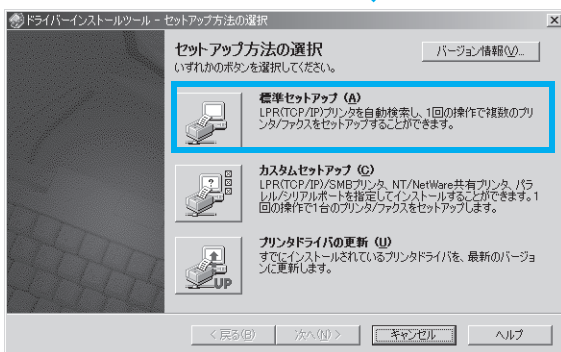 ドライバーインストールツール - セットアップ方法の選択
セットアップ方法の選択
バージョン情報(V)...
いずれかのボタンを選択してください。
標準セットアップ (A)
LPR(TCP/IP)プリンタを自動検索し、1回の操作で複数のプリ
ンタ/ファクスをセットアップすることができます。
カスタムセットアップ (C)
LPR(TCP/IP)/SMBプリンタ、NT/NetWare共有プリンタ、パラ
レル/シリアルポートを指定してインストールすることができます。1
回の操作で1台のプリンタ/ファクスをセットアップします。
プリンタドライバの更新 (U)
すでにインストールされているプリンタドライバを、最新のバージョ
ンに更新します。
UP
< 戻る(B)
次へ(N) >
キャンセル
ヘルプ